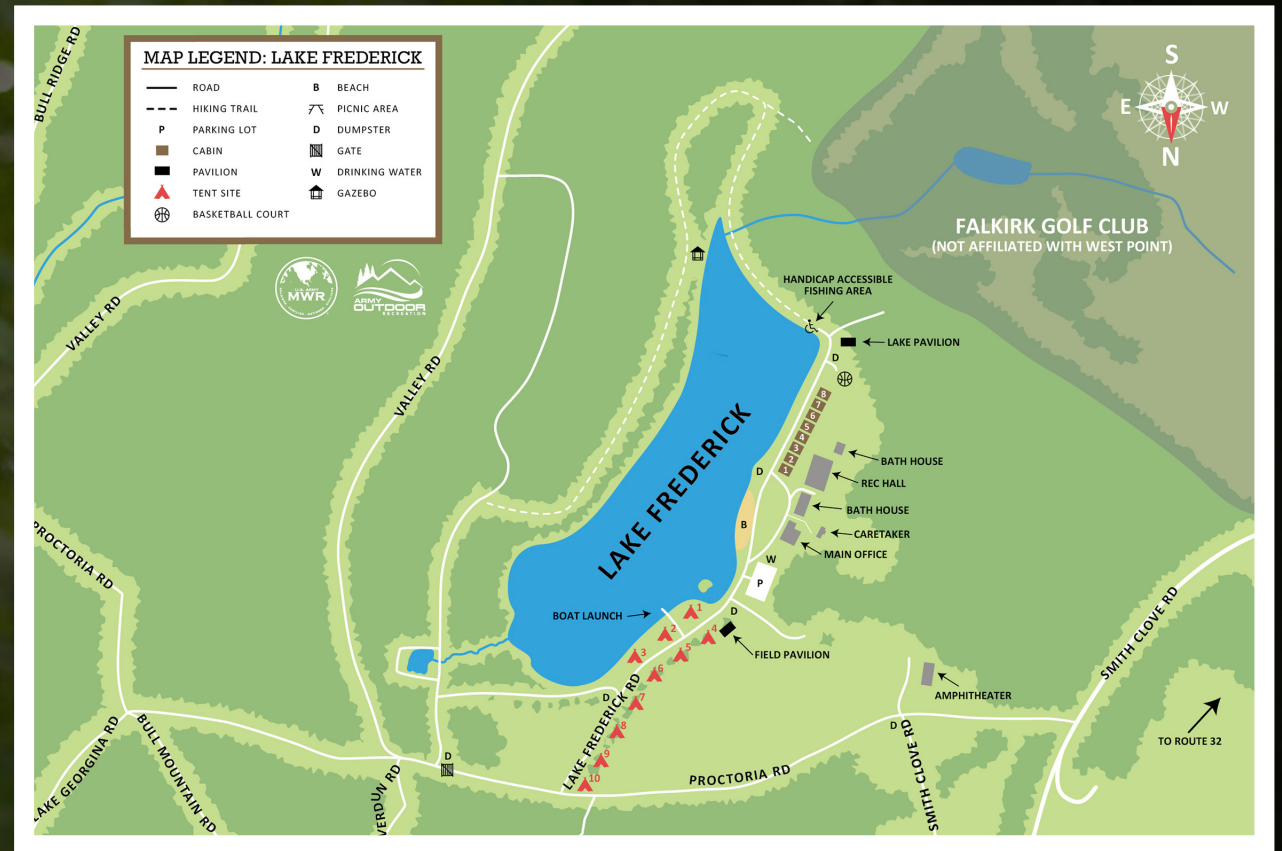 BULL RIDGE RD
MAP LEGEND: LAKE FREDERICK
ROAD
HIKING TRAIL
P PARKING LOT
CABIN
PAVILION
TENT SITE
BASKETBALL COURT
B BEACH
PICNIC AREA
D DUMPSTER
GATE
W DRINKING WATER
GAZEBO
S
E W
N
U.S. ARMY
MWR
ARMY
OUTDOOR
RECREATION
FALKIRK GOLF CLUB
(NOT AFFILIATED WITH WEST POINT)
VALLEY RD
VALLEY RD
HANDICAP ACCESSIBLE
FISHING AREA
LAKE PAVILION
D
8
7
6
5
4
3
2
1
LAKE FREDERICK
D
BATH HOUSE
REC HALL
BATH HOUSE
B
CARETAKER
MAIN OFFICE
W
P
PROCTORIA RD
BOAT LAUNCH
D
FIELD PAVILION
1
2
3
4
5
6
7
8
9
10
D
LAKE FREDERICK RD
SMITH CLOVE RD
AMPHITHEATER
D
TO ROUTE 32
SMITH CLOVE RD
PROCTORIA RD
D
VERDUN RD
BULL MOUNTAIN RD
LAKE GEORGINA RD